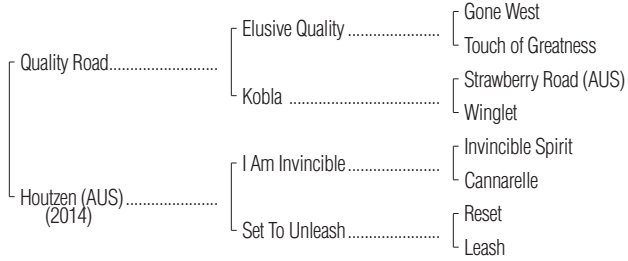 Gone West
Elusive Quality
Touch of Greatness
Quality Road
Strawberry Road (AUS)
Kobla
Winglet
Invincible Spirit
I Am Invincible
Cannarelle
Houtzen (AUS)
(2014)
Reset
Set To Unleash
Leash